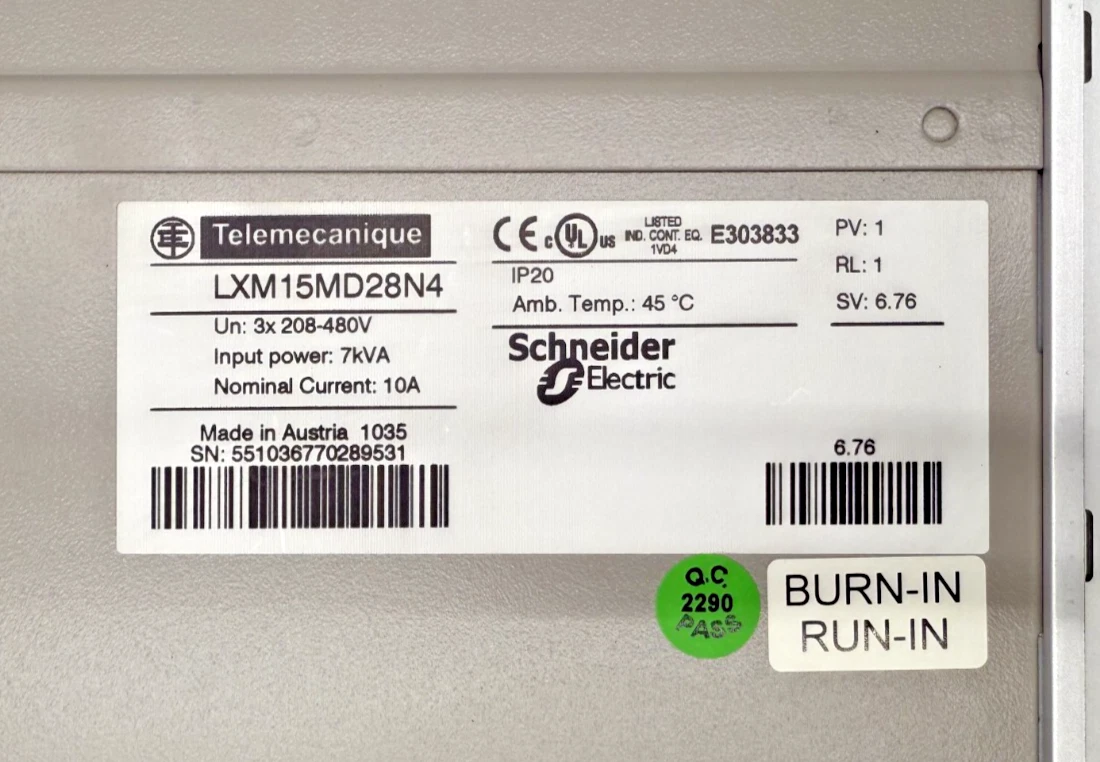 Telemecanique
LXM15MD28N4
Un: 3x 208-480V
Input power: 7kVA
Nominal Current: 10A
Made in Austria 1035
SN: 551036770289531
CE c UL US LISTED IND. CONT. EQ. 1VD4 E303833
IP20
Amb. Temp.: 45 °C
Schneider
Electric
PV: 1
RL: 1
SV: 6.76
6.76
Q.C.
2290
PASS
BURN-IN
RUN-IN